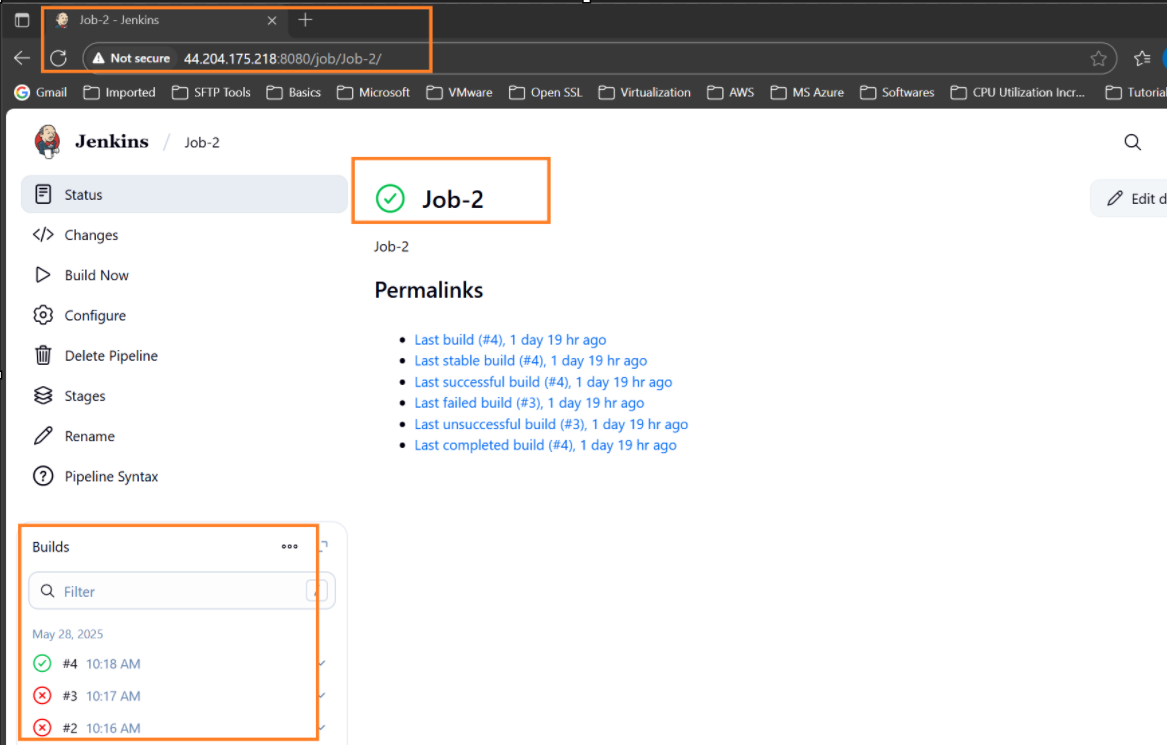 Job-2 - Jenkins
Not secure 44.204.175.218:8080/job/Job-2/
Gmail Imported SFTP Tools Basics Microsoft VMware Open SSL Virtualization AWS MS Azure Softwares CPU Utilization Incr... Tutorial
Jenkins / Job-2
Status
Changes
Build Now
Configure
Delete Pipeline
Stages
Rename
Pipeline Syntax
Builds
Filter
May 28, 2025
#4 10:18 AM
#3 10:17 AM
#2 10:16 AM
Job-2
Edit d
Job-2
Permalinks
Last build (#4), 1 day 19 hr ago
Last stable build (#4), 1 day 19 hr ago
Last successful build (#4), 1 day 19 hr ago
Last failed build (#3), 1 day 19 hr ago
Last unsuccessful build (#3), 1 day 19 hr ago
Last completed build (#4), 1 day 19 hr ago